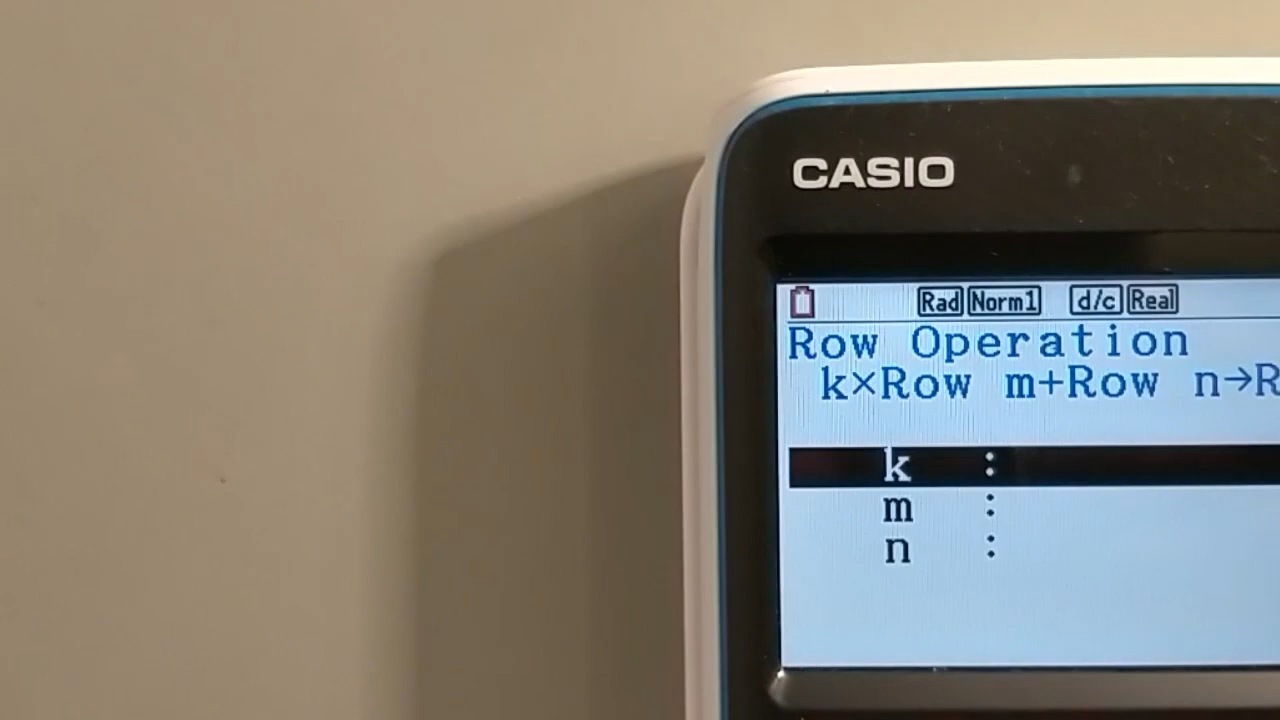 CASIO
Rad Norm1 d/c Real
Row Operation
k×Row m+Row n→R
k :
m :
n :